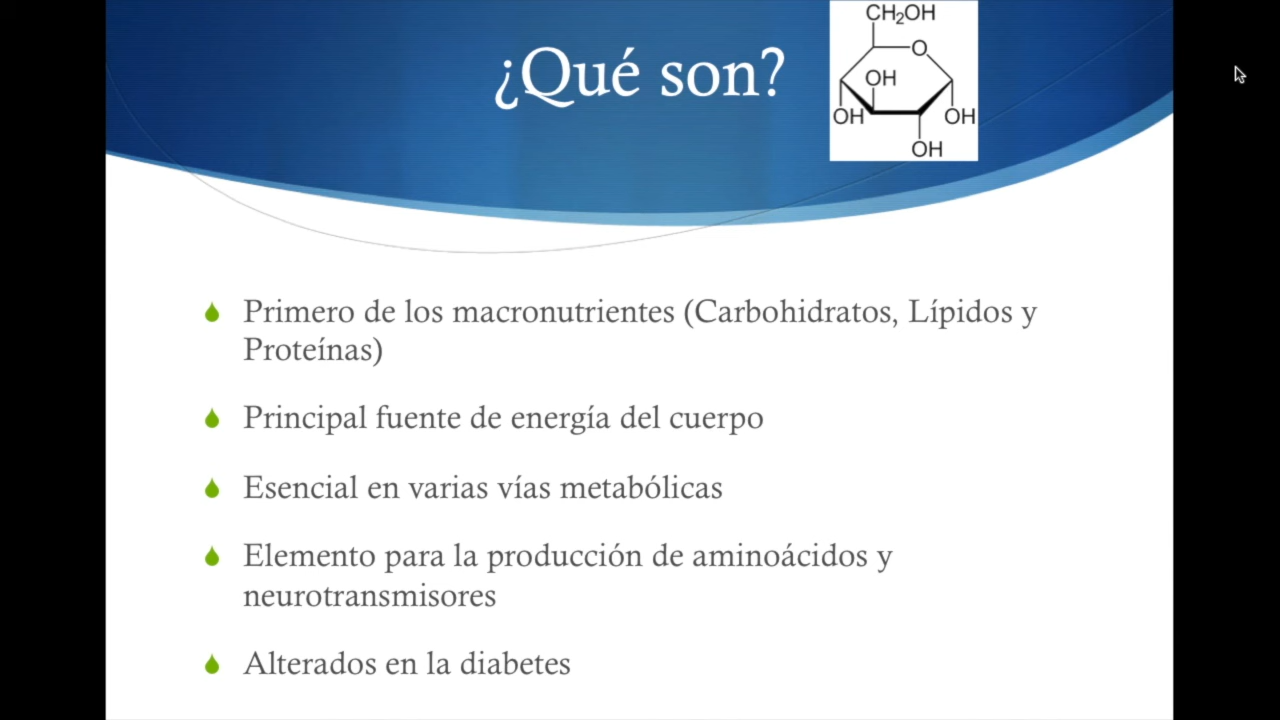 ¿Qué son?
CH₂OH
O
OH
OH
OH
OH
Primero de los macronutrientes (Carbohidratos, Lípidos y
Proteínas)
Principal fuente de energía del cuerpo
Esencial en varias vías metabólicas
Elemento para la producción de aminoácidos y
neurotransmisores
Alterados en la diabetes